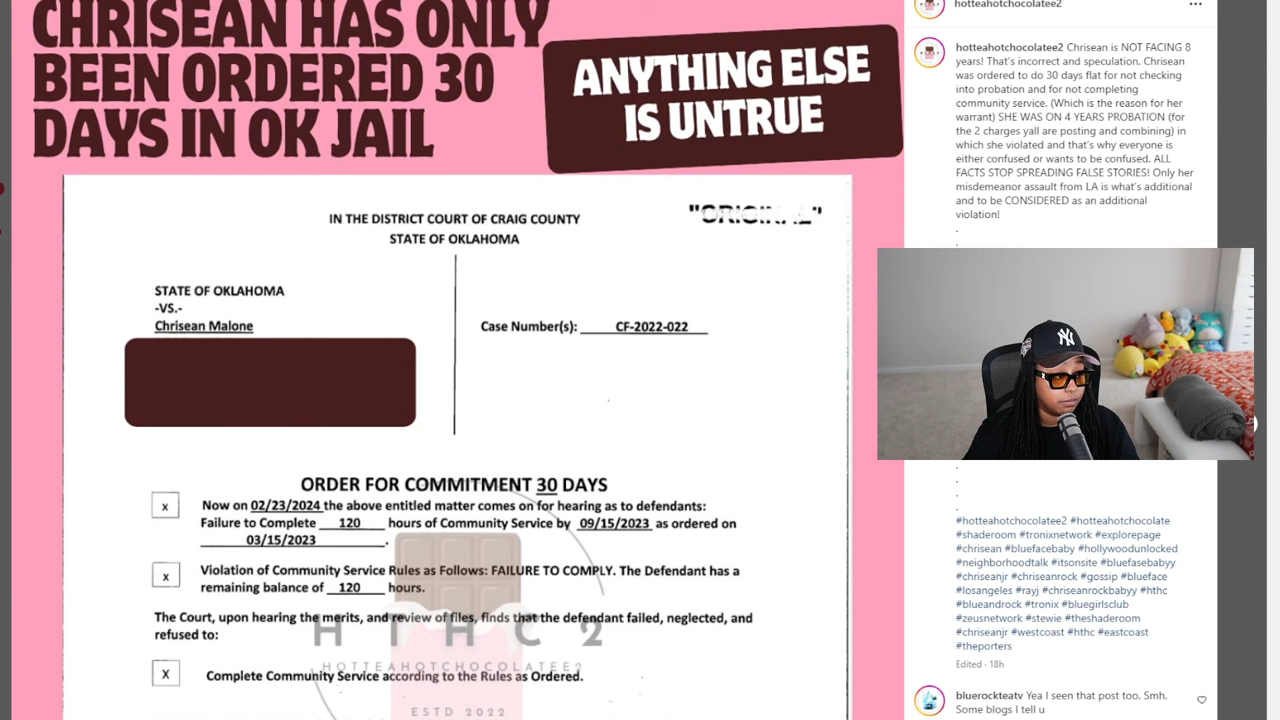 CHRISEAN HAS ONLY
BEEN ORDERED 30
DAYS IN OK JAIL
ANYTHING ELSE
IS UNTRUE
IN THE DISTRICT COURT OF CRAIG COUNTY
STATE OF OKLAHOMA
"ORIGINAL"
STATE OF OKLAHOMA
-VS.-
Chrisean Malone
Case Number(s): CF-2022-022
ORDER FOR COMMITMENT 30 DAYS
x Now on 02/23/2024 the above entitled matter comes on for hearing as to defendants:
Failure to Complete 120 hours of Community Service by 09/15/2023 as ordered on
03/15/2023.
x Violation of Community Service Rules as Follows: FAILURE TO COMPLY. The Defendant has a
remaining balance of 120 hours.
The Court, upon hearing the merits, and review of files, finds that the defendant failed, neglected, and
refused to:
X Complete Community Service according to the Rules as Ordered.
HTHC2
HOTTEAHOTCHOCOLATEE2
ESTD 2022
hotteahotchocolatee2
hotteahotchocolatee2 Chrisean is NOT FACING 8
years! That's incorrect and speculation. Chrisean
was ordered to do 30 days flat for not checking
into probation and for not completing
community service. (Which is the reason for her
warrant) SHE WAS ON 4 YEARS PROBATION (for
the 2 charges yall are posting and combining) in
which she violated and that's why everyone is
either confused or wants to be confused. ALL
FACTS STOP SPREADING FALSE STORIES! Only her
misdemeanor assault from LA is what's additional
and to be CONSIDERED as an additional
violation!
.
.
.
.
.
.
#hotteahotchocolatee2 #hotteahotchocolate
#shaderoom #tronixnetwork #explorepage
#chrisean #bluefacebaby #hollywoodunlocked
#neighborhoodtalk #itsonsite #bluefasebabyy
#chriseanjr #chriseanrock #gossip #blueface
#losangeles #rayj #chriseanrockbabyy #hthc
#blueandrock #tronix #bluegirlsclub
#zeusnetwork #stewie #theshaderoom
#chriseanjr #westcoast #hthc #eastcoast
#theporters
Edited · 18h
bluerockteatv Yea I seen that post too. Smh.
Some blogs I tell u